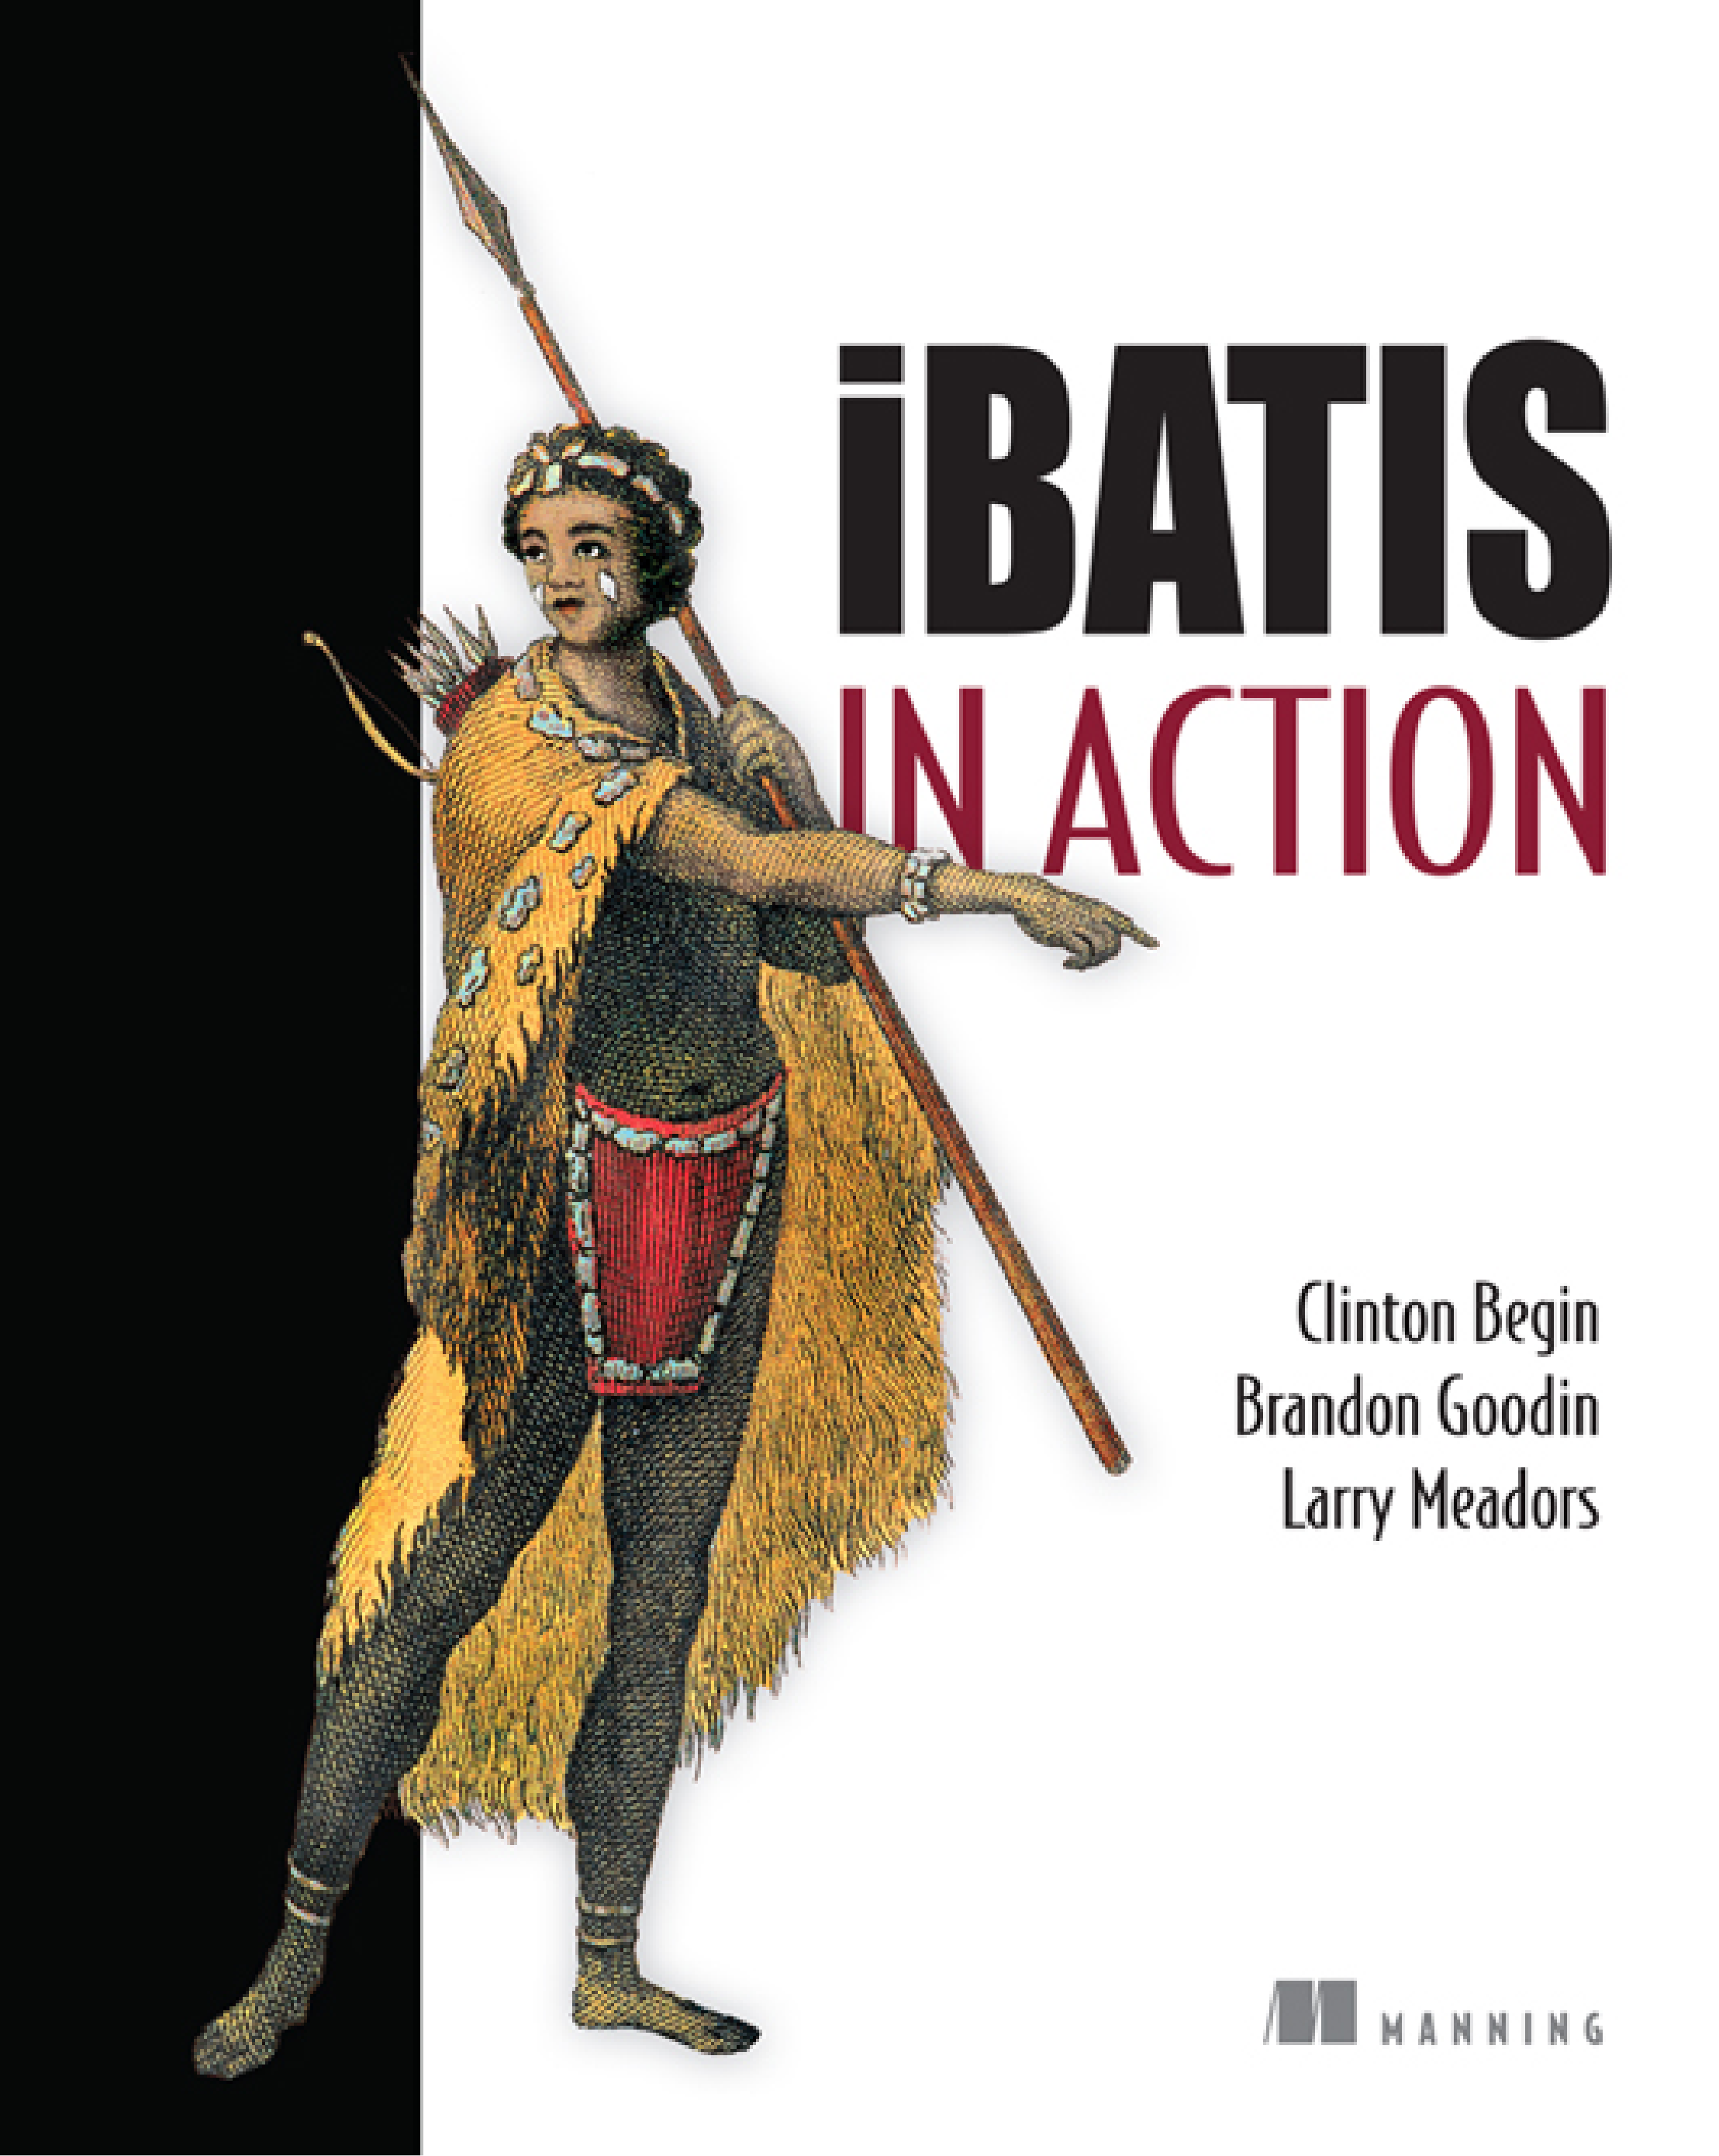 iBATIS
IN ACTION
Clinton Begin
Brandon Goodin
Larry Meadors
MANNING